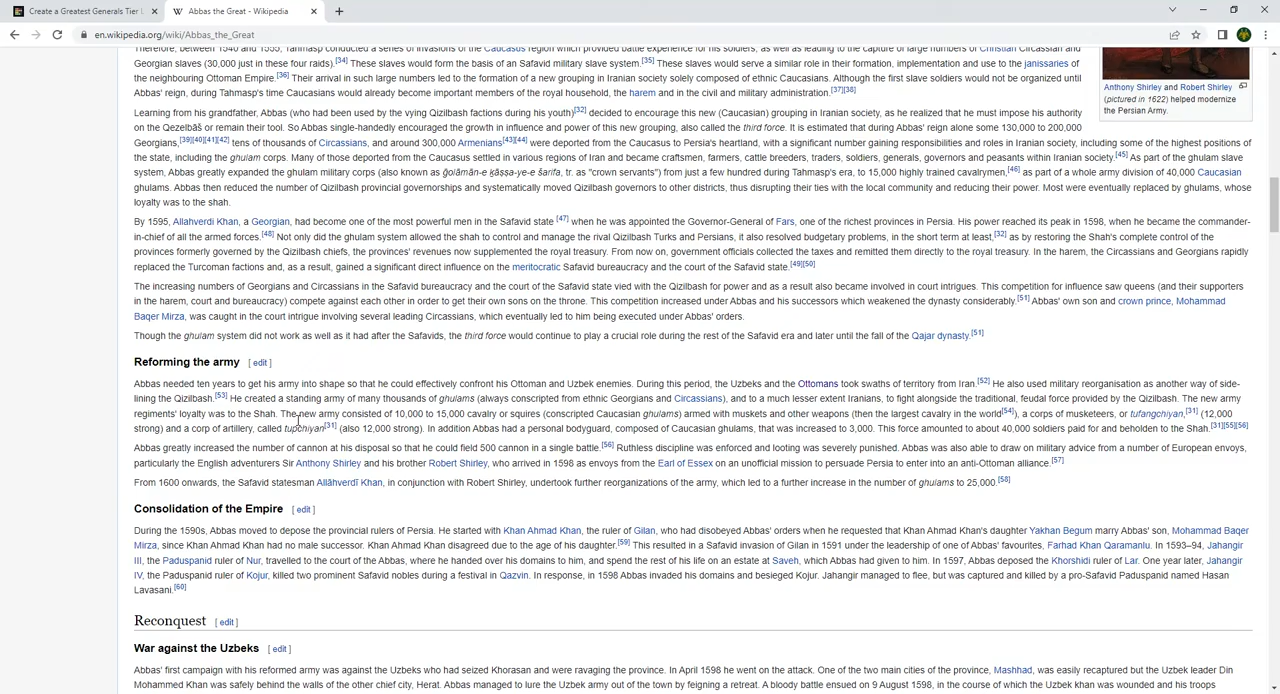 Create a Greatest Generals Tier L
Abbas the Great - Wikipedia
en.wikipedia.org/wiki/Abbas_the_Great
Therefore, between 1540 and 1555, Tahmasp conducted a series of invasions of the Caucasus region which provided battle experience for his soldiers, as well as leading to the capture of large numbers of Christian Circassian and
Georgian slaves (30,000 just in these four raids).[34] These slaves would form the basis of an Safavid military slave system.[35] These slaves would serve a similar role in their formation, implementation and use to the janissaries of
the neighbouring Ottoman Empire.[36] Their arrival in such large numbers led to the formation of a new grouping in Iranian society solely composed of ethnic Caucasians. Although the first slave soldiers would not be organized until
Abbas' reign, during Tahmasp's time Caucasians would already become important members of the royal household, the harem and in the civil and military administration.[37][38]
Anthony Shirley and Robert Shirley
(pictured in 1622) helped modernize
the Persian Army.
Learning from his grandfather, Abbas (who had been used by the vying Qizilbash factions during his youth)[32] decided to encourage this new (Caucasian) grouping in Iranian society, as he realized that he must impose his authority
on the Qezelbāš or remain their tool. So Abbas single-handedly encouraged the growth in influence and power of this new grouping, also called the third force. It is estimated that during Abbas' reign alone some 130,000 to 200,000
Georgians,[39][40][41][42] tens of thousands of Circassians, and around 300,000 Armenians[43][44] were deported from the Caucasus to Persia's heartland, with a significant number gaining responsibilities and roles in Iranian society, including some of the highest positions of
the state, including the ghulam corps. Many of those deported from the Caucasus settled in various regions of Iran and became craftsmen, farmers, cattle breeders, traders, soldiers, generals, governors and peasants within Iranian society.[45] As part of the ghulam slave
system, Abbas greatly expanded the ghulam military corps (also known as ḡolāmān-e ḵāṣṣa-ye-e šarifa, tr. as "crown servants") from just a few hundred during Tahmasp's era, to 15,000 highly trained cavalrymen,[46] as part of a whole army division of 40,000 Caucasian
ghulams. Abbas then reduced the number of Qizilbash provincial governorships and systematically moved Qizilbash governors to other districts, thus disrupting their ties with the local community and reducing their power. Most were eventually replaced by ghulams, whose
loyalty was to the shah.
By 1595, Allahverdi Khan, a Georgian, had become one of the most powerful men in the Safavid state [47] when he was appointed the Governor-General of Fars, one of the richest provinces in Persia. His power reached its peak in 1598, when he became the commander-
in-chief of all the armed forces.[48] Not only did the ghulam system allowed the shah to control and manage the rival Qizilbash Turks and Persians, it also resolved budgetary problems, in the short term at least,[32] as by restoring the Shah's complete control of the
provinces formerly governed by the Qizilbash chiefs, the provinces' revenues now supplemented the royal treasury. From now on, government officials collected the taxes and remitted them directly to the royal treasury. In the harem, the Circassians and Georgians rapidly
replaced the Turcoman factions and, as a result, gained a significant direct influence on the meritocratic Safavid bureaucracy and the court of the Safavid state.[49][50]
The increasing numbers of Georgians and Circassians in the Safavid bureaucracy and the court of the Safavid state vied with the Qizilbash for power and as a result also became involved in court intrigues. This competition for influence saw queens (and their supporters
in the harem, court and bureaucracy) compete against each other in order to get their own sons on the throne. This competition increased under Abbas and his successors which weakened the dynasty considerably.[51] Abbas' own son and crown prince, Mohammad
Baqer Mirza, was caught in the court intrigue involving several leading Circassians, which eventually led to him being executed under Abbas' orders.
Though the ghulam system did not work as well as it had after the Safavids, the third force would continue to play a crucial role during the rest of the Safavid era and later until the fall of the Qajar dynasty.[51]
Reforming the army [ edit ]
Abbas needed ten years to get his army into shape so that he could effectively confront his Ottoman and Uzbek enemies. During this period, the Uzbeks and the Ottomans took swaths of territory from Iran.[52] He also used military reorganisation as another way of side-
lining the Qizilbash.[53] He created a standing army of many thousands of ghulams (always conscripted from ethnic Georgians and Circassians), and to a much lesser extent Iranians, to fight alongside the traditional, feudal force provided by the Qizilbash. The new army
regiments' loyalty was to the Shah. The new army consisted of 10,000 to 15,000 cavalry or squires (conscripted Caucasian ghulams) armed with muskets and other weapons (then the largest cavalry in the world[54]), a corps of musketeers, or tufangchiyan,[31] (12,000
strong) and a corp of artillery, called tupchiyan[31] (also 12,000 strong). In addition Abbas had a personal bodyguard, composed of Caucasian ghulams, that was increased to 3,000. This force amounted to about 40,000 soldiers paid for and beholden to the Shah.[31][55][56]
Abbas greatly increased the number of cannon at his disposal so that he could field 500 cannon in a single battle.[56] Ruthless discipline was enforced and looting was severely punished. Abbas was also able to draw on military advice from a number of European envoys,
particularly the English adventurers Sir Anthony Shirley and his brother Robert Shirley, who arrived in 1598 as envoys from the Earl of Essex on an unofficial mission to persuade Persia to enter into an anti-Ottoman alliance.[57]
From 1600 onwards, the Safavid statesman Allāhverdī Khan, in conjunction with Robert Shirley, undertook further reorganizations of the army, which led to a further increase in the number of ghulams to 25,000.[58]
Consolidation of the Empire [ edit ]
During the 1590s, Abbas moved to depose the provincial rulers of Persia. He started with Khan Ahmad Khan, the ruler of Gilan, who had disobeyed Abbas' orders when he requested that Khan Ahmad Khan's daughter Yakhan Begum marry Abbas' son, Mohammad Baqer
Mirza, since Khan Ahmad Khan had no male successor. Khan Ahmad Khan disagreed due to the age of his daughter.[59] This resulted in a Safavid invasion of Gilan in 1591 under the leadership of one of Abbas' favourites, Farhad Khan Qaramanlu. In 1593–94, Jahangir
III, the Paduspanid ruler of Nur, travelled to the court of the Abbas, where he handed over his domains to him, and spend the rest of his life on an estate at Saveh, which Abbas had given to him. In 1597, Abbas deposed the Khorshidi ruler of Lar. One year later, Jahangir
IV, the Paduspanid ruler of Kojur, killed two prominent Safavid nobles during a festival in Qazvin. In response, in 1598 Abbas invaded his domains and besieged Kojur. Jahangir managed to flee, but was captured and killed by a pro-Safavid Paduspanid named Hasan
Lavasani.[60]
Reconquest [ edit ]
War against the Uzbeks [ edit ]
Abbas' first campaign with his reformed army was against the Uzbeks who had seized Khorasan and were ravaging the province. In April 1598 he went on the attack. One of the two main cities of the province, Mashhad, was easily recaptured but the Uzbek leader Din
Mohammed Khan was safely behind the walls of the other chief city, Herat. Abbas managed to lure the Uzbek army out of the town by feigning a retreat. A bloody battle ensued on 9 August 1598, in the course of which the Uzbek khan was wounded and his troops